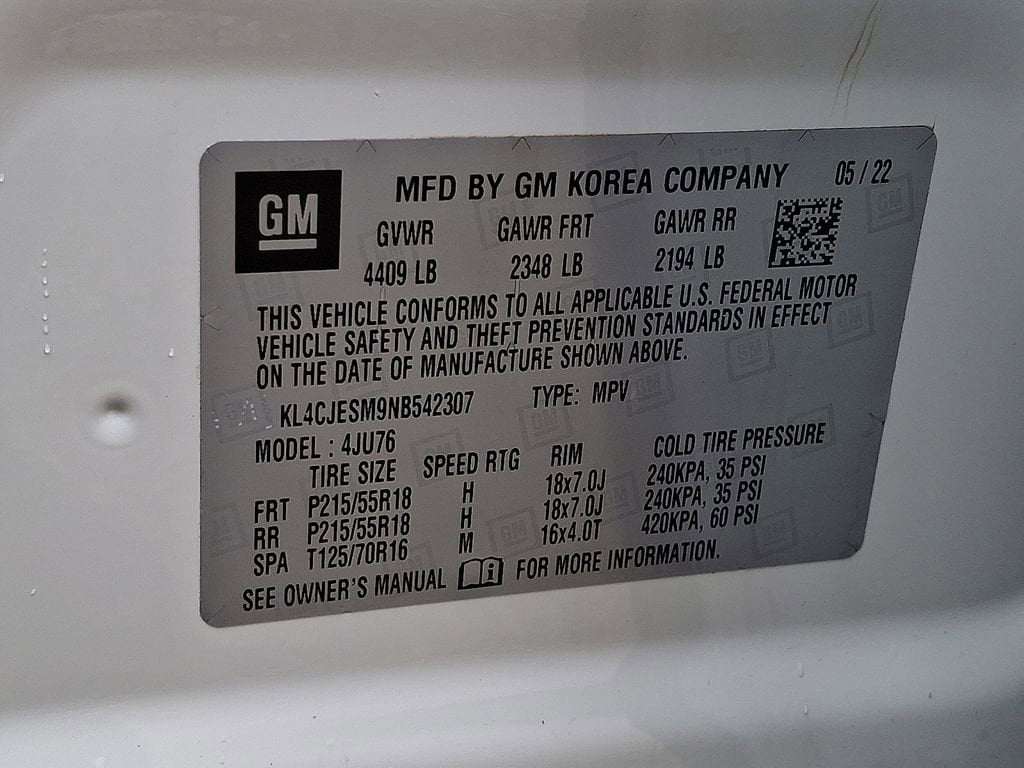 GM
MFD BY GM KOREA COMPANY 05 / 22
GVWR GAWR FRT GAWR RR
4409 LB 2348 LB 2194 LB
THIS VEHICLE CONFORMS TO ALL APPLICABLE U.S. FEDERAL MOTOR
VEHICLE SAFETY AND THEFT PREVENTION STANDARDS IN EFFECT
ON THE DATE OF MANUFACTURE SHOWN ABOVE.
KL4CJESM9NB542307 TYPE: MPV
MODEL : 4JU76
TIRE SIZE SPEED RTG RIM COLD TIRE PRESSURE
FRT P215/55R18 H 18x7.0J 240KPA, 35 PSI
RR P215/55R18 H 18x7.0J 240KPA, 35 PSI
SPA T125/70R16 M 16x4.0T 420KPA, 60 PSI
SEE OWNER'S MANUAL FOR MORE INFORMATION.